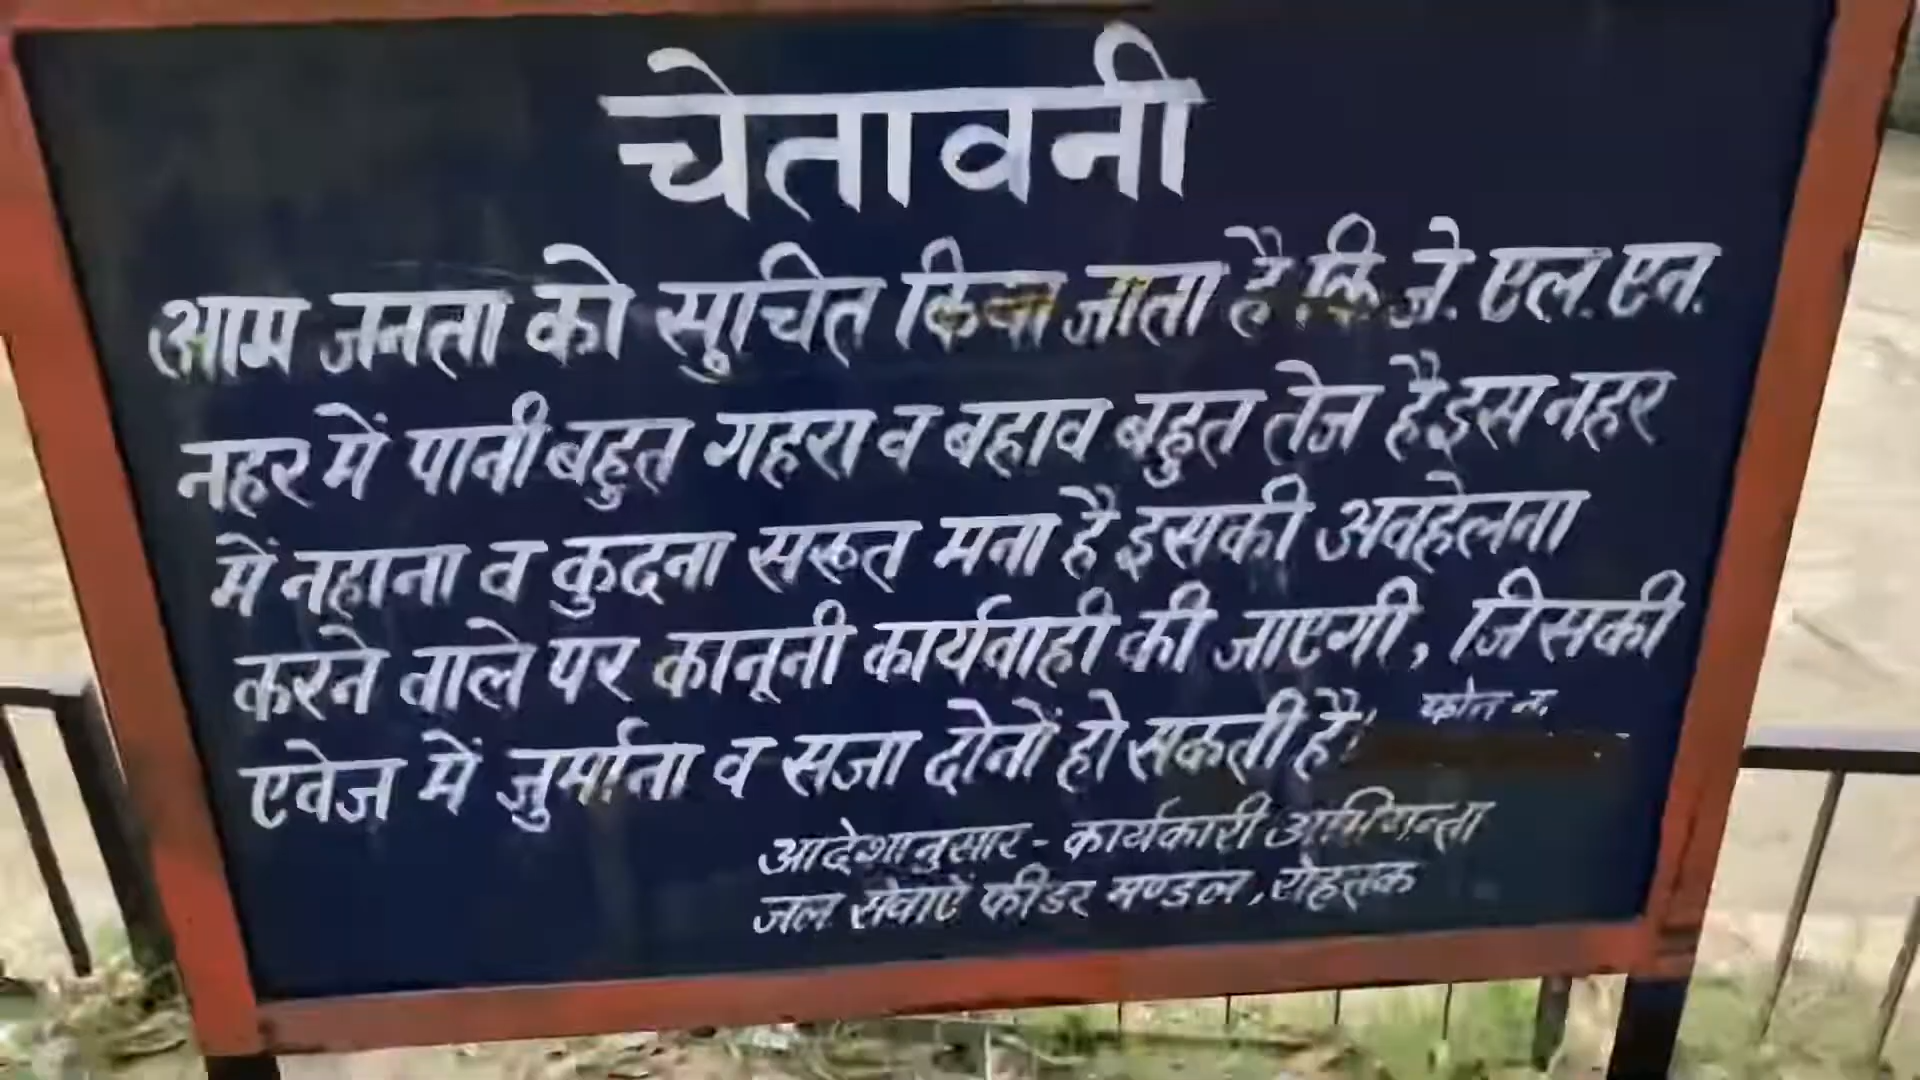 चेतावनी
आम जनता को सुचित किया जाता है कि जे. एल. एन.
नहर में पानी बहुत गहरा व बहाव बहुत तेज है इस नहर
में नहाना व कुदना सख्त मना है इसकी अवहेलना
करने वाले पर कानूनी कार्यवाही की जाएगी, जिसकी
एवेज में जुर्माना व सजा दोनों हो सकती है।
फोन न.
आदेशानुसार - कार्यकारी अभियन्ता
जल सेवाऐं फीडर मण्डल, रोहतक